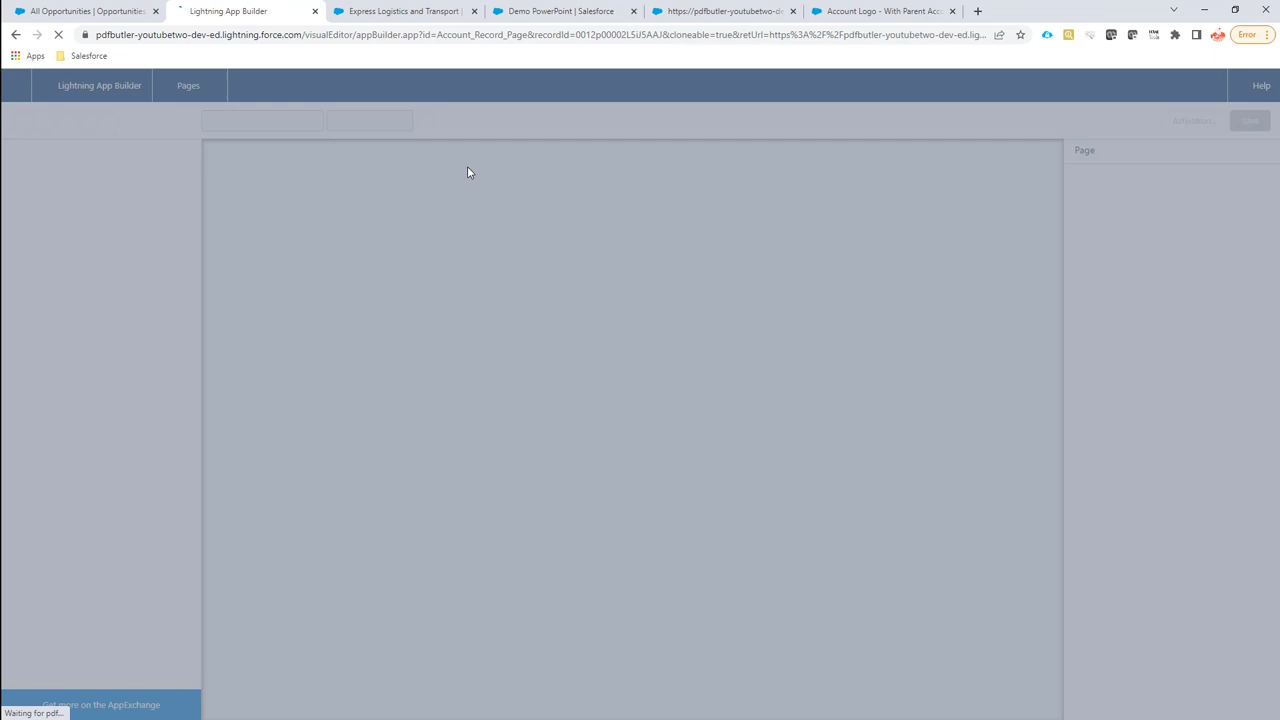 All Opportunities | Opportunities
Lightning App Builder
Express Logistics and Transport
Demo PowerPoint | Salesforce
https://pdfbutler-youtubetwo-de
Account Logo - With Parent Acc
pdfbutler-youtubetwo-dev-ed.lightning.force.com/visualEditor/appBuilder.app?id=Account_Record_Page&recordId=0012p00002L5iJ5AAJ&cloneable=true&retUrl=https%3A%2F%2Fpdfbutler-youtubetwo-dev-ed.lig...
Error
Apps
Salesforce
Lightning App Builder
Pages
Help
Activation...
Save
Page
Get more on the AppExchange
Waiting for pdf...